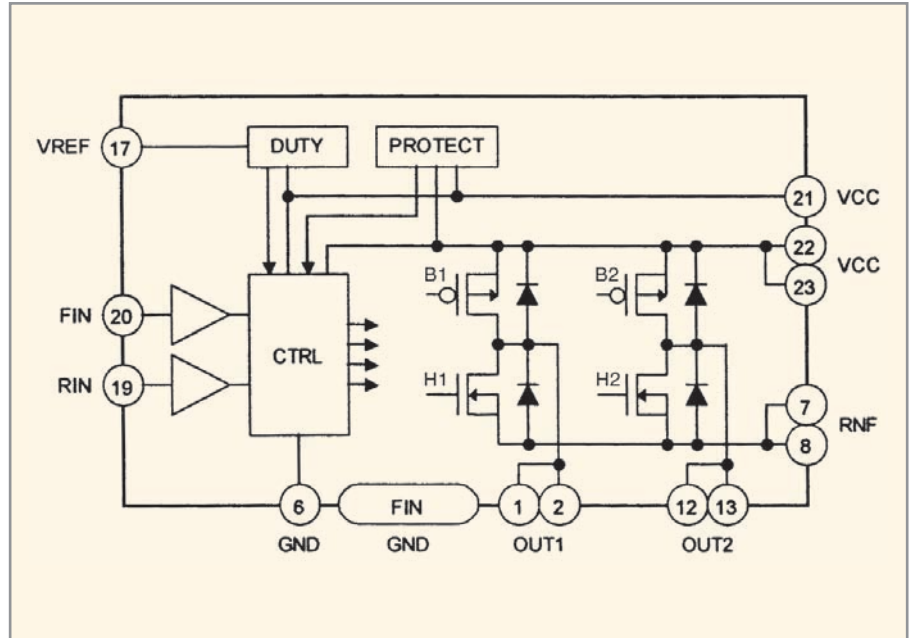 DUTY
PROTECT
VREF
17
21
VCC
22
VCC
23
B1
B2
FIN
20
CTRL
RIN
19
H1
H2
7
RNF
8
6
FIN
1
2
12
13
GND
GND
OUT1
OUT2